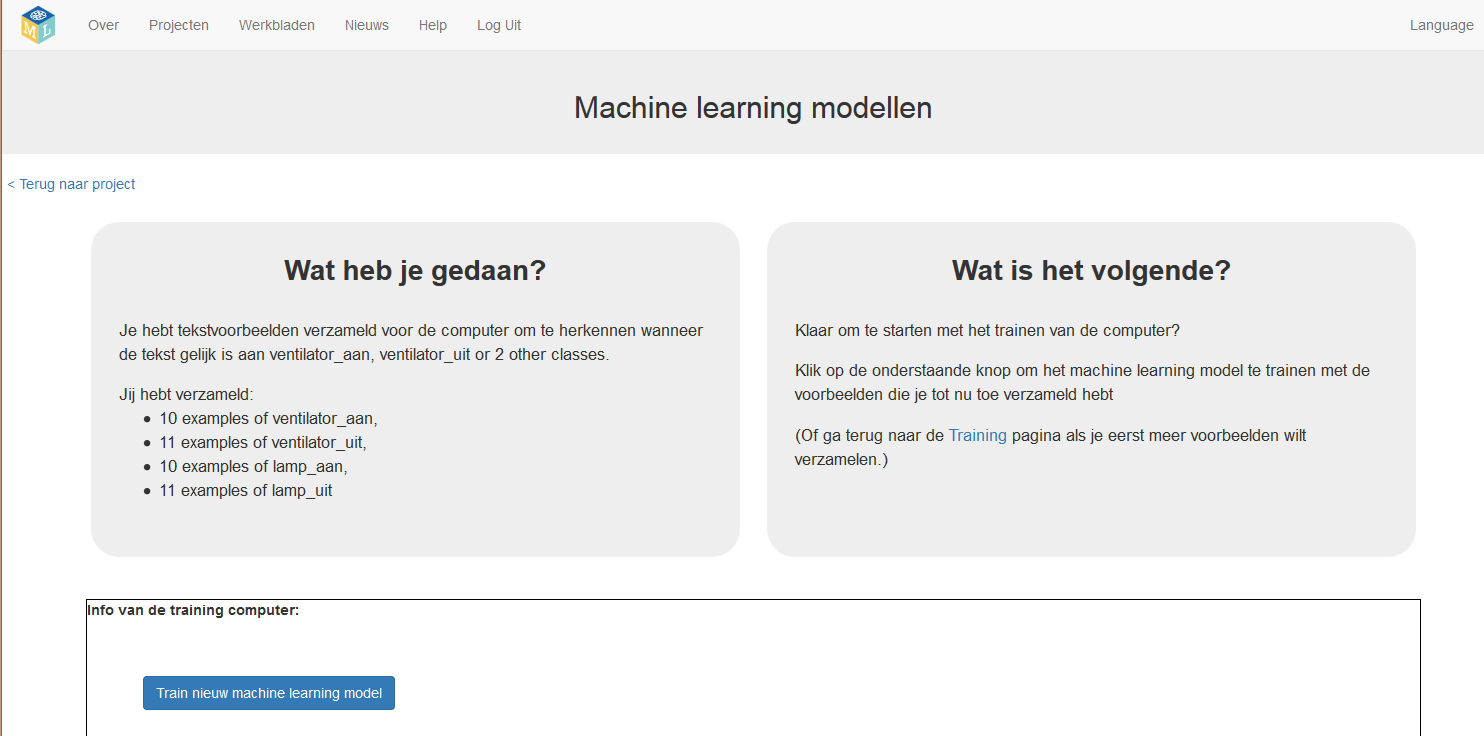 ML
Over Projecten Werkbladen Nieuws Help Log Uit Language
Machine learning modellen
< Terug naar project
Wat heb je gedaan?
Je hebt tekstvoorbeelden verzameld voor de computer om te herkennen wanneer
de tekst gelijk is aan ventilator_aan, ventilator_uit or 2 other classes.
Jij hebt verzameld:
• 10 examples of ventilator_aan,
• 11 examples of ventilator_uit,
• 10 examples of lamp_aan,
• 11 examples of lamp_uit
Wat is het volgende?
Klaar om te starten met het trainen van de computer?
Klik op de onderstaande knop om het machine learning model te trainen met de
voorbeelden die je tot nu toe verzameld hebt
(Of ga terug naar de Training pagina als je eerst meer voorbeelden wilt
verzamelen.)
Info van de training computer:
Train nieuw machine learning model